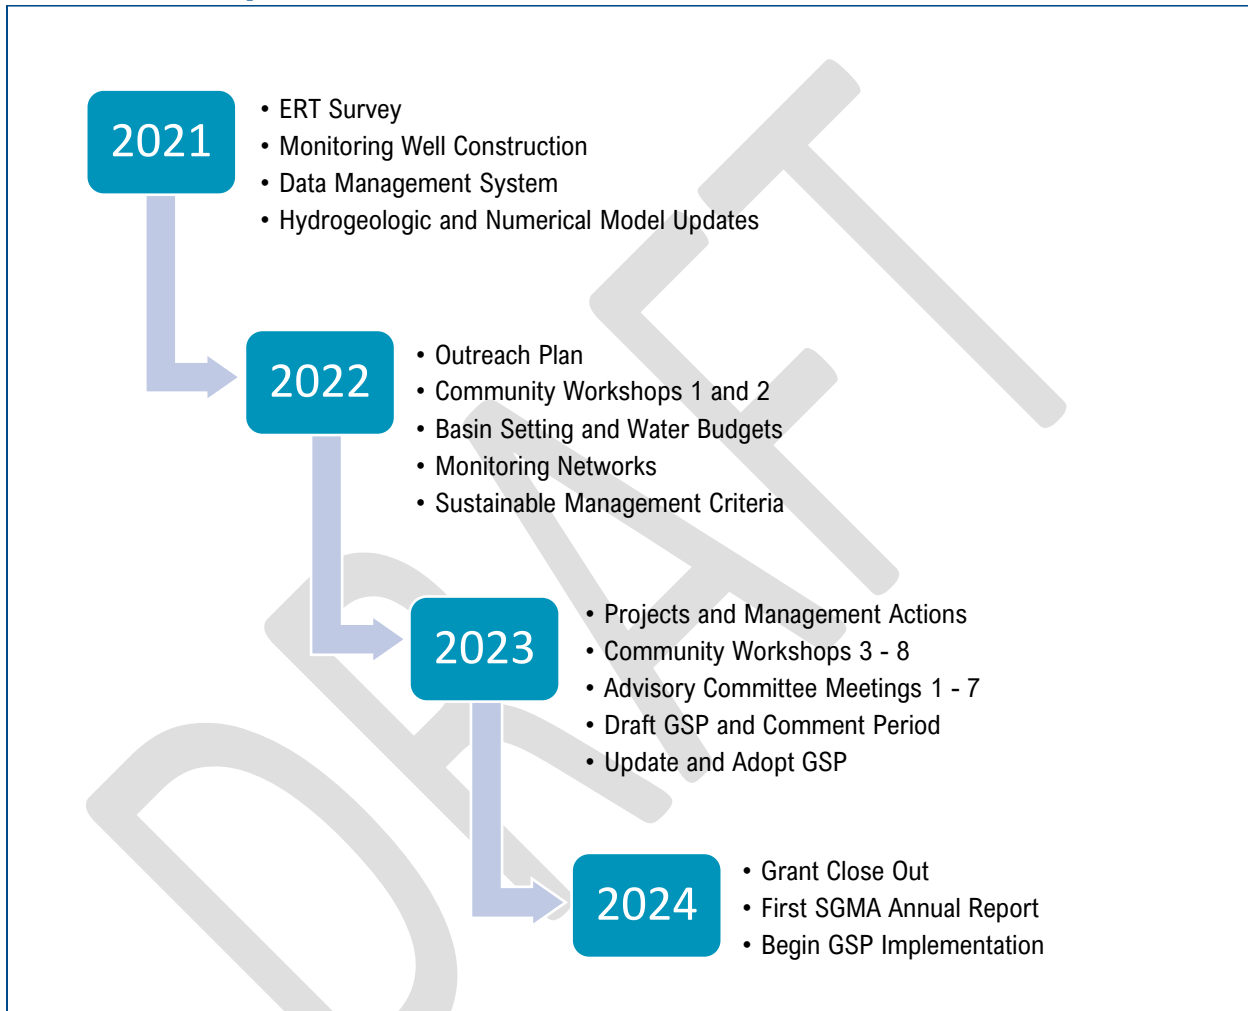 2021
• ERT Survey
• Monitoring Well Construction
• Data Management System
• Hydrogeologic and Numerical Model Updates
2022
• Outreach Plan
• Community Workshops 1 and 2
• Basin Setting and Water Budgets
• Monitoring Networks
• Sustainable Management Criteria
2023
• Projects and Management Actions
• Community Workshops 3 - 8
• Advisory Committee Meetings 1 - 7
• Draft GSP and Comment Period
• Update and Adopt GSP
2024
• Grant Close Out
• First SGMA Annual Report
• Begin GSP Implementation
DRAFT